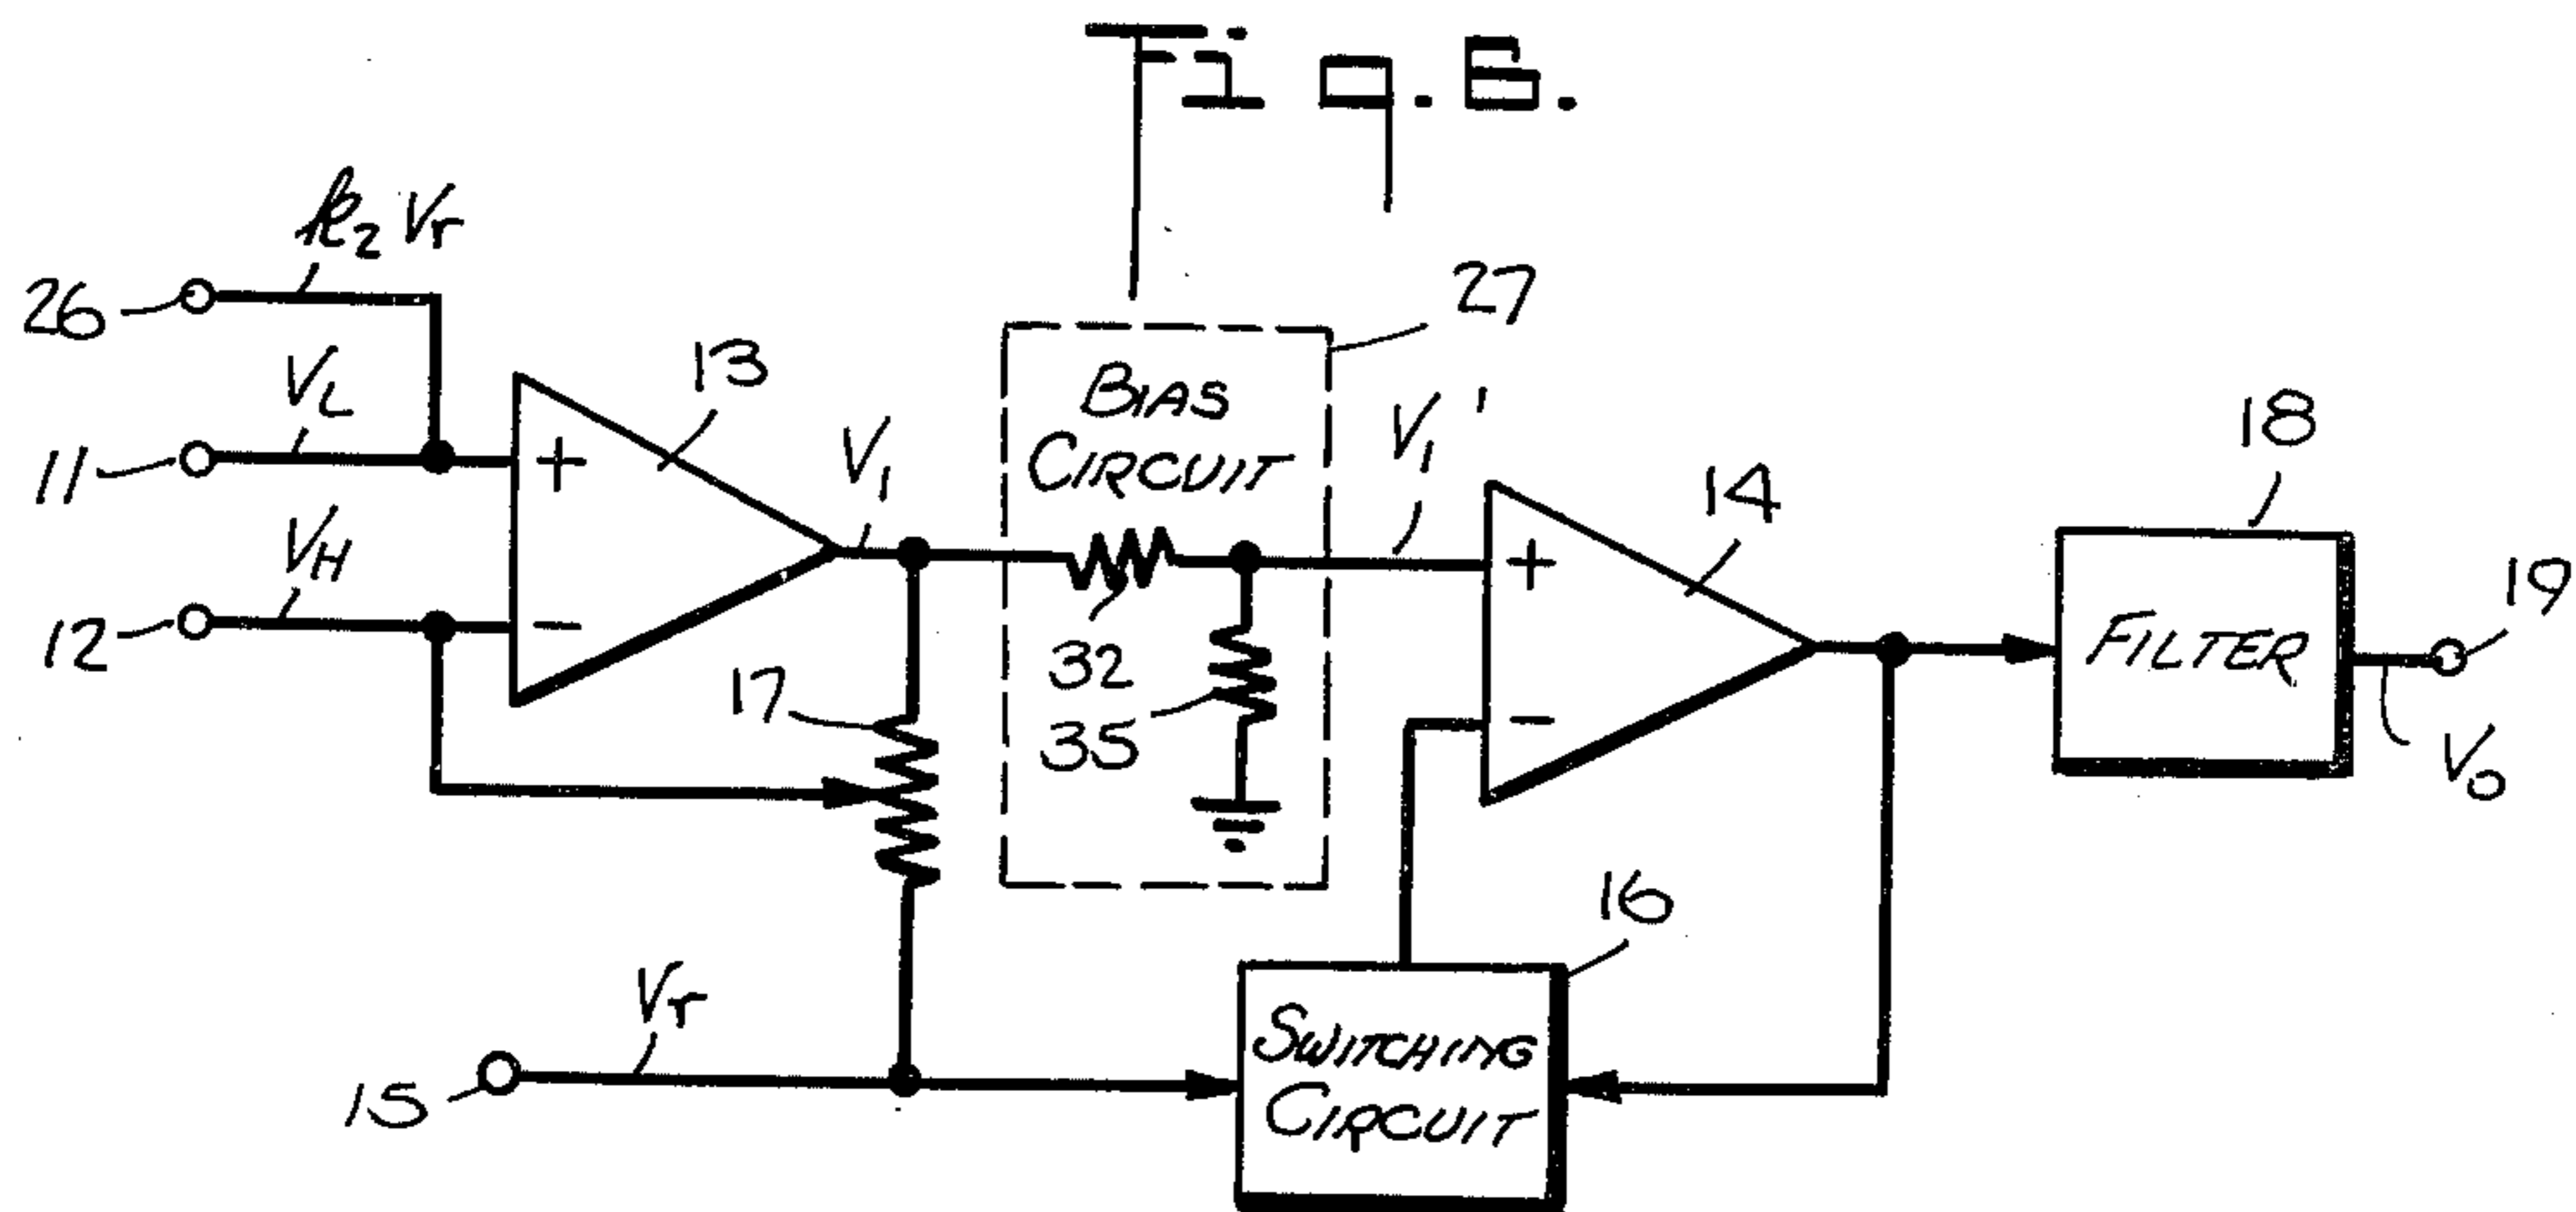 Fig. 6.
k₂ Vr
26
VL
11
VH
12
13
V₁
17
BIAS
CIRCUIT
27
32
35
V₁'
14
18
FILTER
19
V₀
16
SWITCHING
CIRCUIT
Vr
15
+
−
+
−